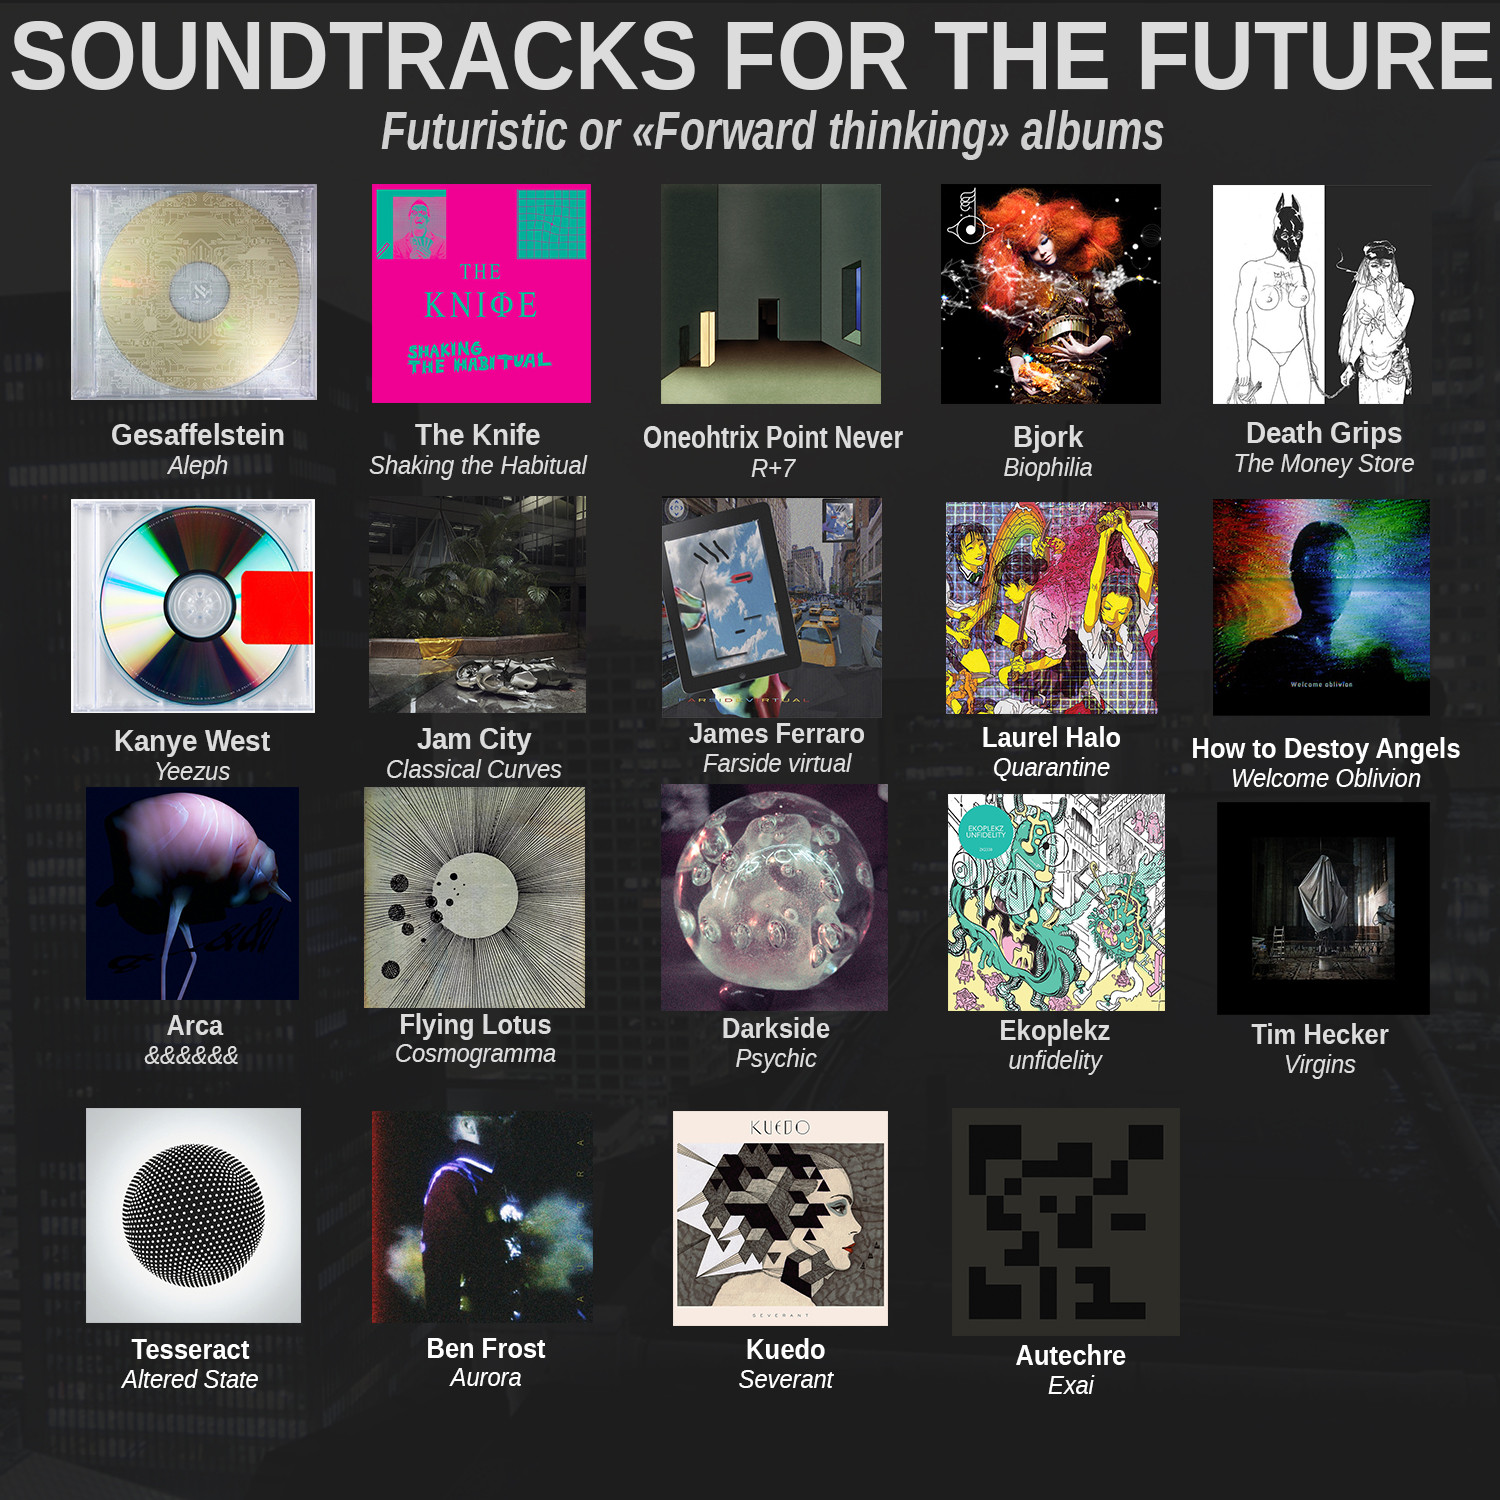 SOUNDTRACKS FOR THE FUTURE
Futuristic or «Forward thinking» albums
THE
KNIΦE
SHAKING
THE HABITUAL
Gesaffelstein
Aleph
The Knife
Shaking the Habitual
Oneohtrix Point Never
R+7
Bjork
Biophilia
Death Grips
The Money Store
FARSIDE VIRTUAL
Welcome oblivion
Kanye West
Yeezus
Jam City
Classical Curves
James Ferraro
Farside virtual
Laurel Halo
Quarantine
How to Destoy Angels
Welcome Oblivion
EKOPLEKZ
UNFIDELITY
Arca
&&&&&&
Flying Lotus
Cosmogramma
Darkside
Psychic
Ekoplekz
unfidelity
Tim Hecker
Virgins
AURORA
KUEDO
SEVERANT
Tesseract
Altered State
Ben Frost
Aurora
Kuedo
Severant
Autechre
Exai